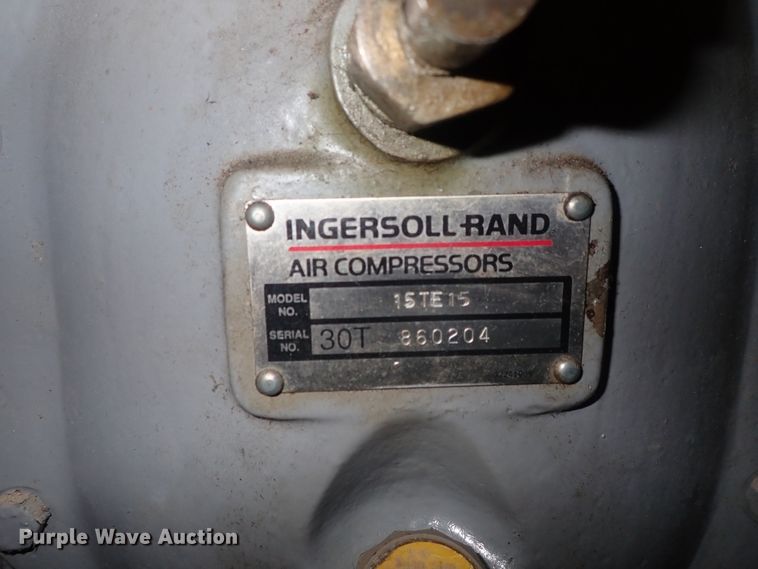 INGERSOLL-RAND
AIR COMPRESSORS
MODEL NO. 15TE15
SERIAL NO. 30T 860204
Purple Wave Auction